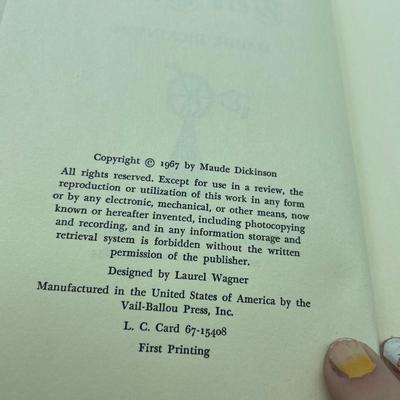 Copyright © 1967 by Maude Dickinson
All rights reserved. Except for use in a review, the
reproduction or utilization of this work in any form
or by any electronic, mechanical, or other means, now
known or hereafter invented, including photocopying
and recording, and in any information storage and
retrieval system is forbidden without the written
permission of the publisher.
Designed by Laurel Wagner
Manufactured in the United States of America by the
Vail-Ballou Press, Inc.
L. C. Card 67-15408
First Printing